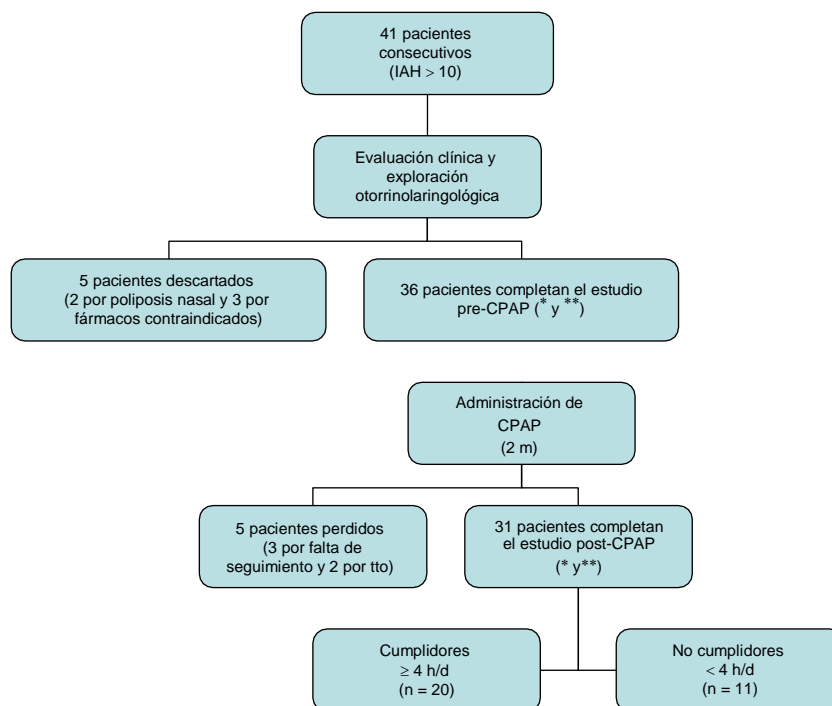 41 pacientes
consecutivos
(IAH > 10)
Evaluación clínica y
exploración
otorrinolaringológica
5 pacientes descartados
(2 por poliposis nasal y 3 por
fármacos contraindicados)
36 pacientes completan el estudio
pre-CPAP (* y **)
Administración de
CPAP
(2 m)
5 pacientes perdidos
(3 por falta de
seguimiento y 2 por tto)
31 pacientes completan
el estudio post-CPAP
(* y**)
Cumplidores
≥ 4 h/d
(n = 20)
No cumplidores
< 4 h/d
(n = 11)